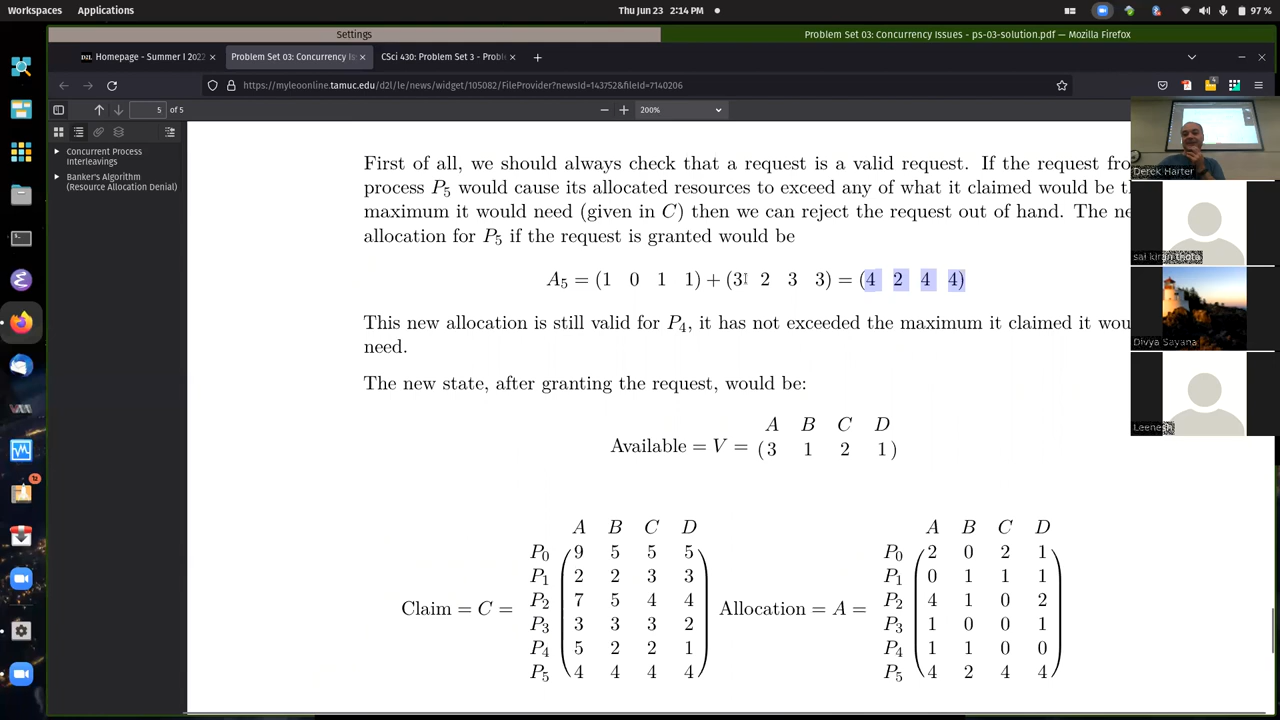 Workspaces Applications Thu Jun 23 2:14 PM 97 %
Settings Problem Set 03: Concurrency Issues - ps-03-solution.pdf — Mozilla Firefox
D2L Homepage - Summer I 2022 Problem Set 03: Concurrency Is CSci 430: Problem Set 3 - Proble
https://myleoonline.tamuc.edu/d2l/le/news/widget/105082/FileProvider?newsId=143752&fileId=7140206
5 of 5 200%
Concurrent Process
Interleavings
Banker's Algorithm
(Resource Allocation Denial)
First of all, we should always check that a request is a valid request. If the request fro
process P5 would cause its allocated resources to exceed any of what it claimed would be th
maximum it would need (given in C) then we can reject the request out of hand. The ne
allocation for P5 if the request is granted would be
A5 = (1 0 1 1) + (3 2 3 3) = (4 2 4 4)
This new allocation is still valid for P4, it has not exceeded the maximum it claimed it wou
need.
The new state, after granting the request, would be:
A B C D
Available = V = (3 1 2 1)
A B C D
P0 9 5 5 5
P1 2 2 3 3
Claim = C = P2 7 5 4 4
P3 3 3 3 2
P4 5 2 2 1
P5 4 4 4 4
A B C D
P0 2 0 2 1
P1 0 1 1 1
Allocation = A = P2 4 1 0 2
P3 1 0 0 1
P4 1 1 0 0
P5 4 2 4 4
Derek Harter
sai kiran thota
Divya Sayana
Leenesh
12